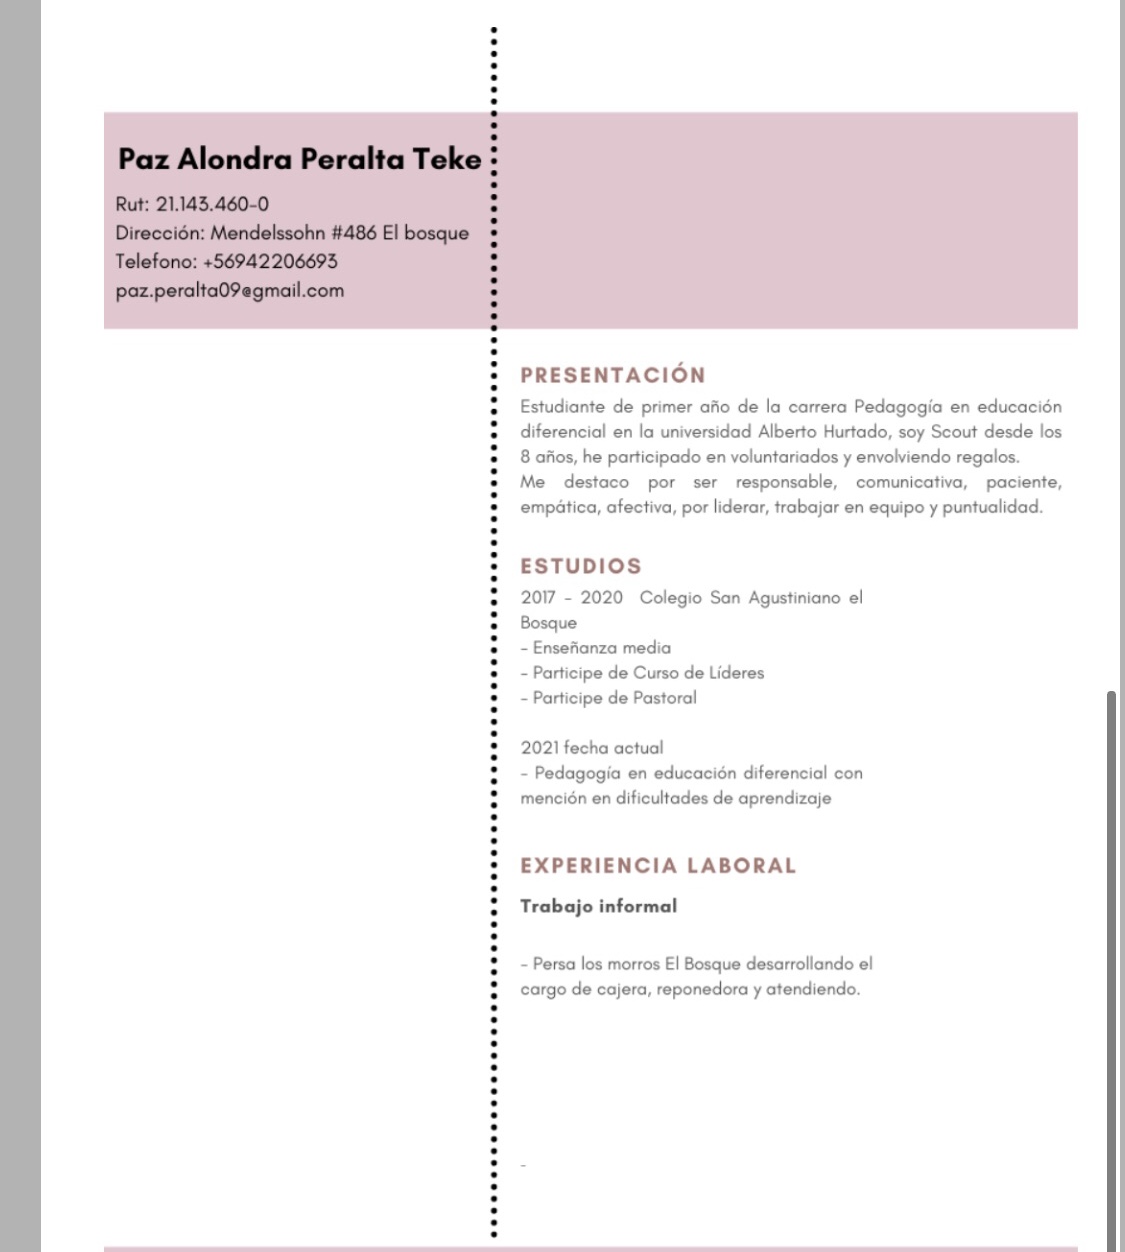 Paz Alondra Peralta Teke
Rut: 21.143.460-0
Dirección: Mendelssohn #486 El bosque
Telefono: +56942206693
paz.peralta09@gmail.com
PRESENTACIÓN
Estudiante de primer año de la carrera Pedagogía en educación
diferencial en la universidad Alberto Hurtado, soy Scout desde los
8 años, he participado en voluntariados y envolviendo regalos.
Me destaco por ser responsable, comunicativa, paciente,
empática, afectiva, por liderar, trabajar en equipo y puntualidad.
ESTUDIOS
2017 - 2020 Colegio San Agustiniano el
Bosque
- Enseñanza media
- Participe de Curso de Líderes
- Participe de Pastoral
2021 fecha actual
- Pedagogía en educación diferencial con
mención en dificultades de aprendizaje
EXPERIENCIA LABORAL
Trabajo informal
- Persa los morros El Bosque desarrollando el
cargo de cajera, reponedora y atendiendo.
-